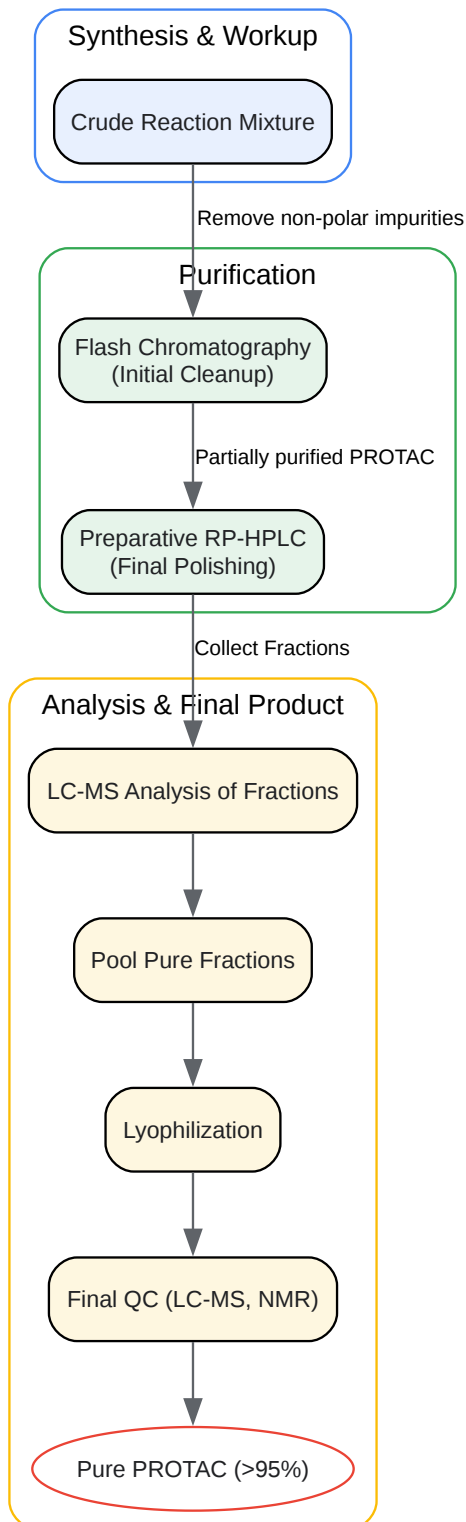 Synthesis & Workup
Crude Reaction Mixture
Remove non-polar impurities
Purification
Flash Chromatography
(Initial Cleanup)
Partially purified PROTAC
Preparative RP-HPLC
(Final Polishing)
Collect Fractions
Analysis & Final Product
LC-MS Analysis of Fractions
Pool Pure Fractions
Lyophilization
Final QC (LC-MS, NMR)
Pure PROTAC (>95%)